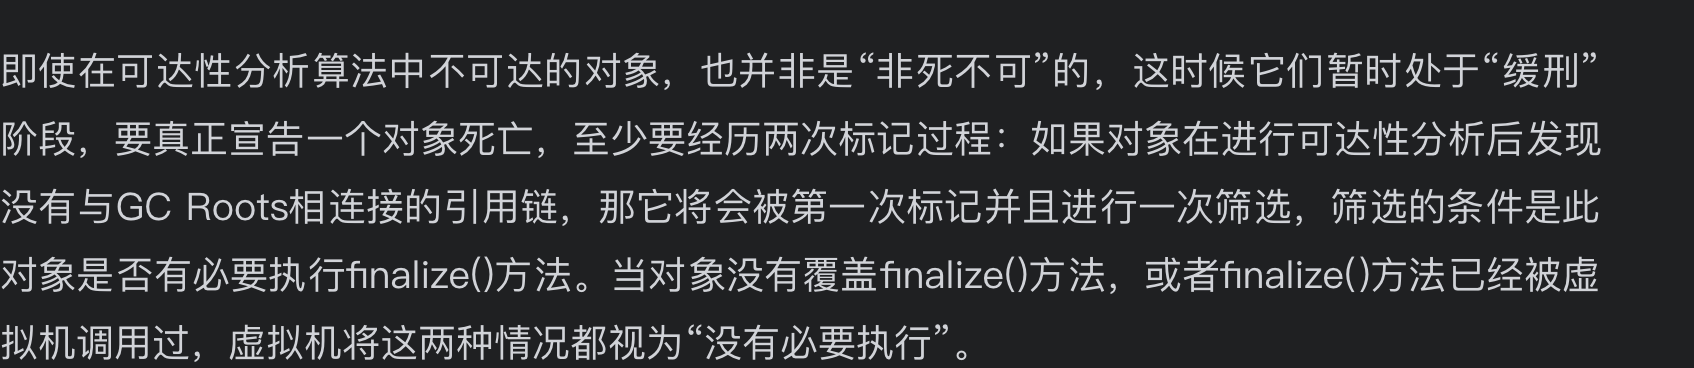 即使在可达性分析算法中不可达的对象，也并非是“非死不可”的，这时候它们暂时处于“缓刑”
阶段，要真正宣告一个对象死亡，至少要经历两次标记过程：如果对象在进行可达性分析后发现
没有与GC Roots相连接的引用链，那它将会被第一次标记并且进行一次筛选，筛选的条件是此
对象是否有必要执行finalize()方法。当对象没有覆盖finalize()方法，或者finalize()方法已经被虚
拟机调用过，虚拟机将这两种情况都视为“没有必要执行”。